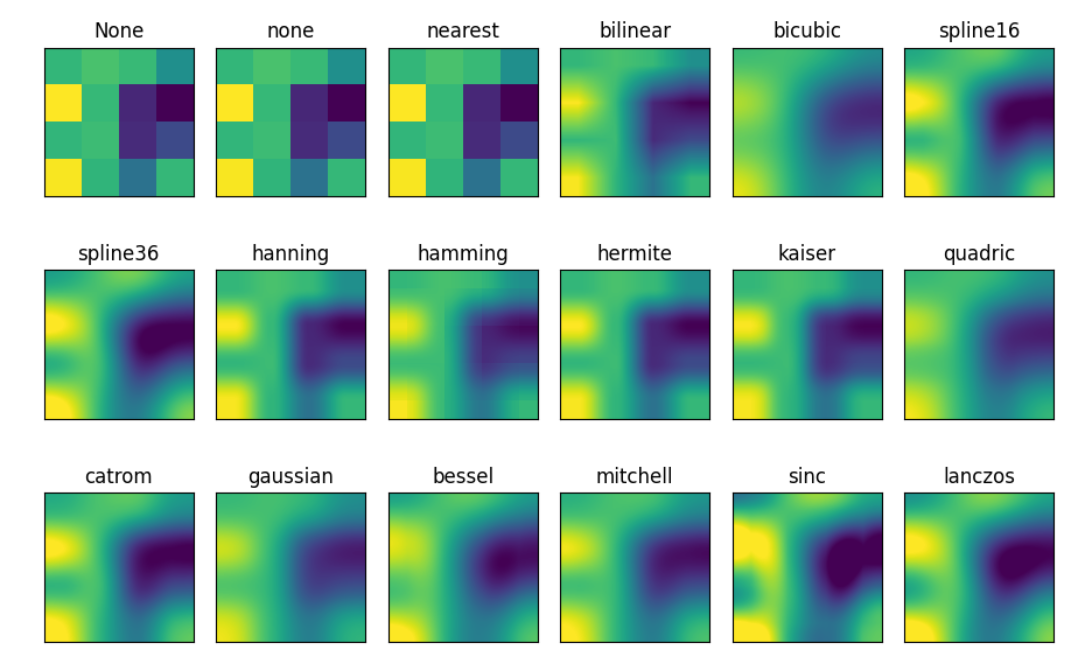 None none nearest bilinear bicubic spline16
spline36 hanning hamming hermite kaiser quadric
catrom gaussian bessel mitchell sinc lanczos